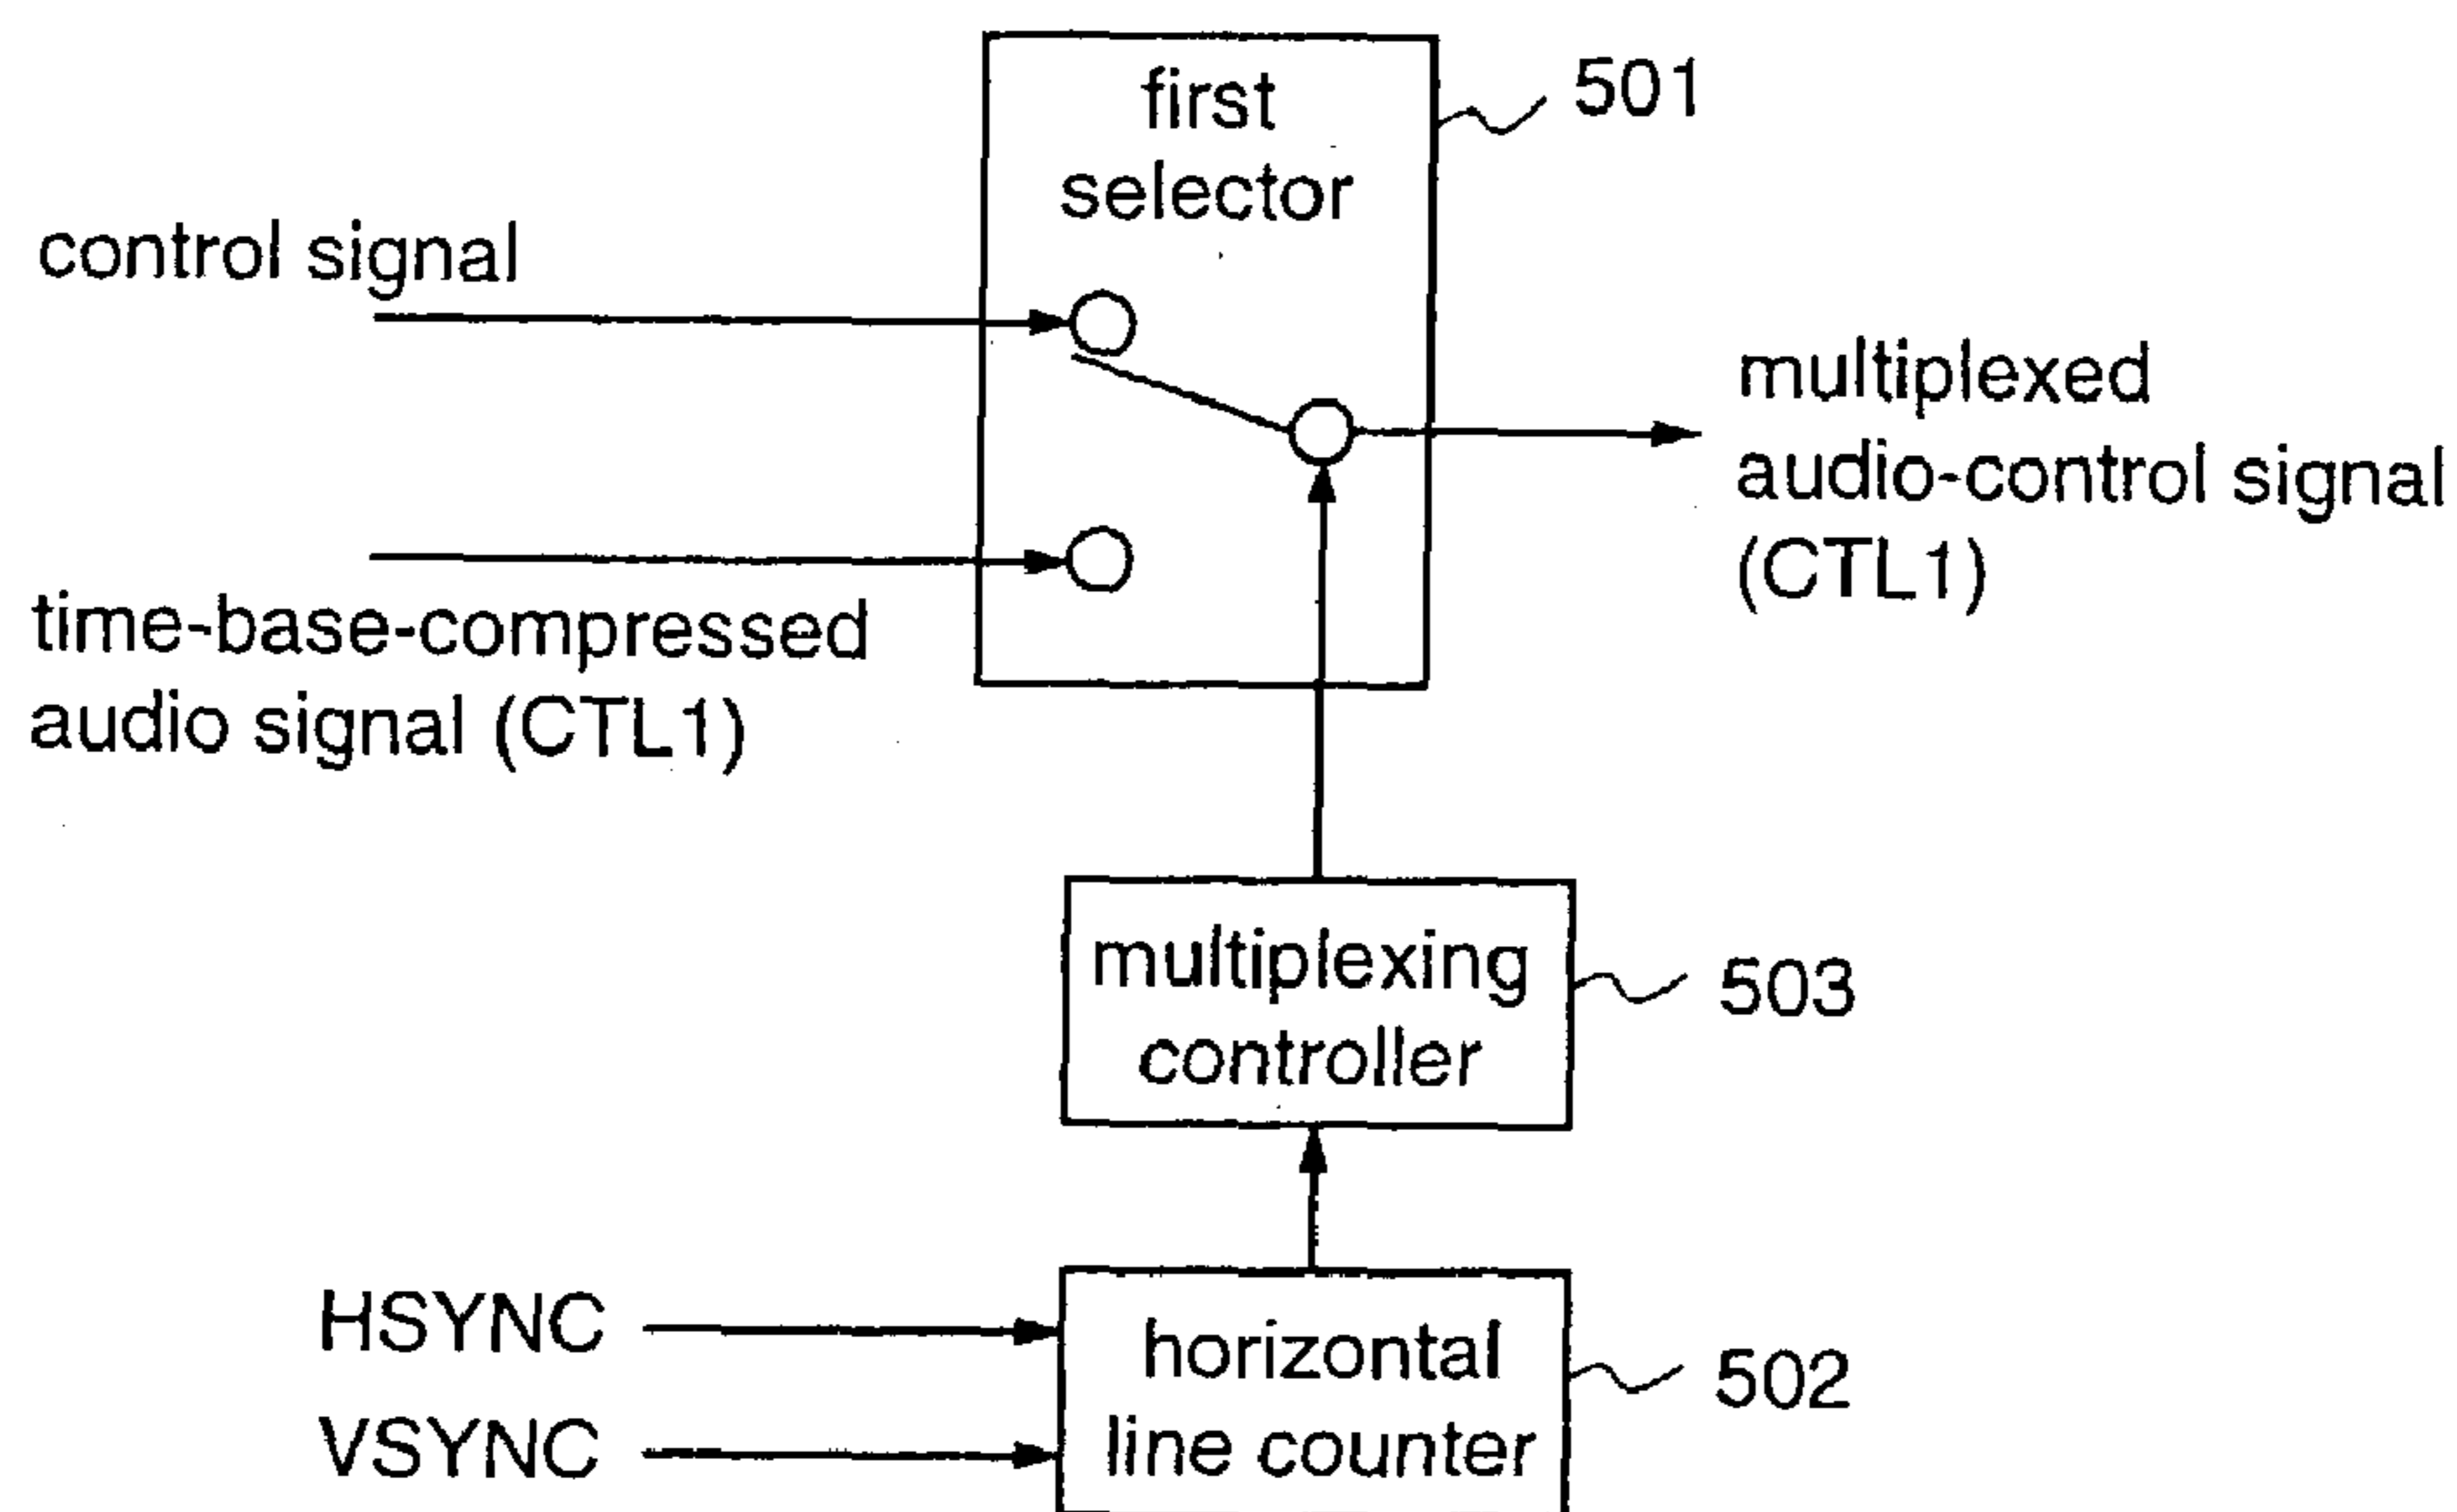 first
selector
501
control signal
multiplexed
audio-control signal
(CTL1)
time-base-compressed
audio signal (CTL1)
multiplexing
controller
503
HSYNC
VSYNC
horizontal
line counter
502